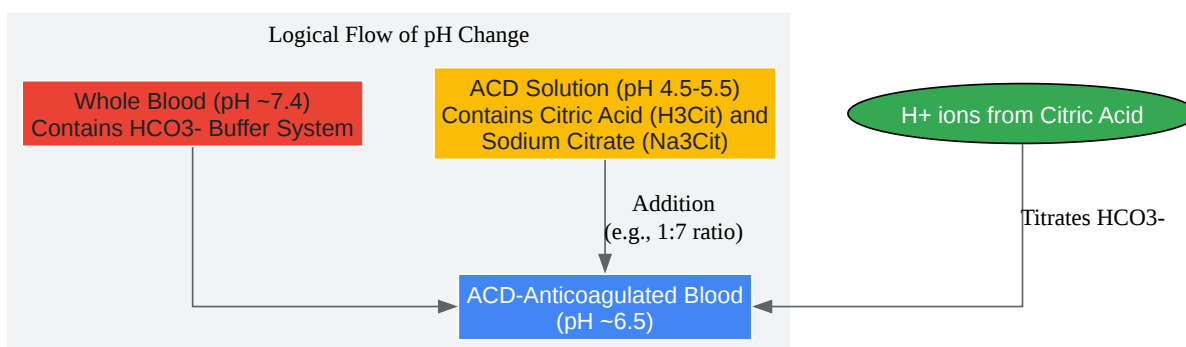 Logical Flow of pH Change
Whole Blood (pH ~7.4)
Contains HCO3- Buffer System
ACD Solution (pH 4.5-5.5)
Contains Citric Acid (H3Cit) and
Sodium Citrate (Na3Cit)
H+ ions from Citric Acid
Addition
(e.g., 1:7 ratio)
Titrates HCO3-
ACD-Anticoagulated Blood
(pH ~6.5)